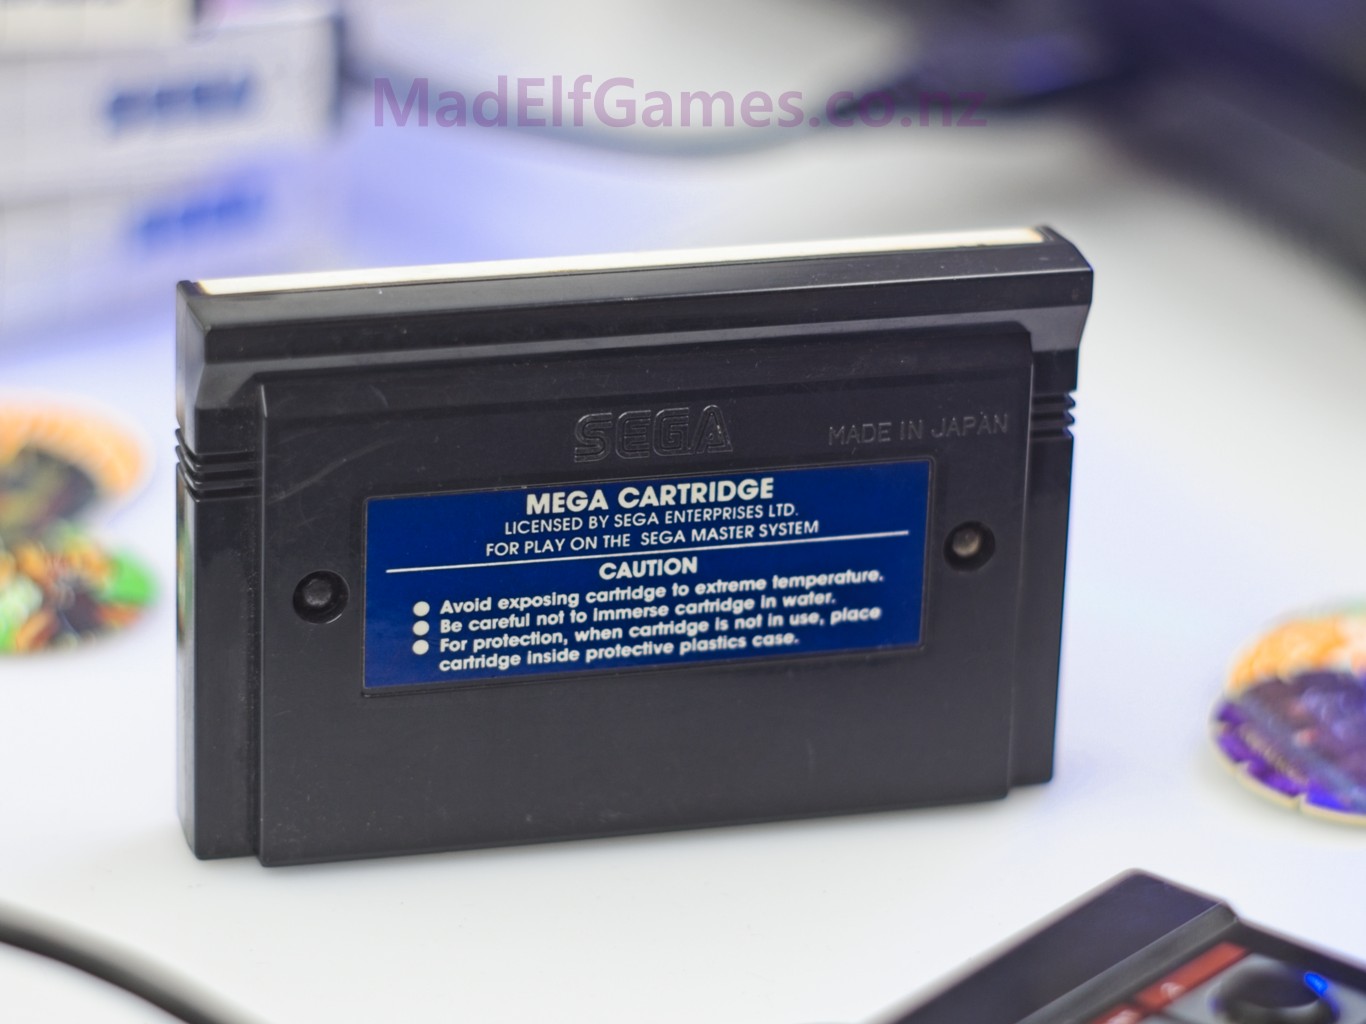 MadElfGames.co.nz
SEGA
MADE IN JAPAN
MEGA CARTRIDGE
LICENSED BY SEGA ENTERPRISES LTD.
FOR PLAY ON THE SEGA MASTER SYSTEM
CAUTION
● Avoid exposing cartridge to extreme temperature.
● Be careful not to immerse cartridge in water.
● For protection, when cartridge is not in use, place
cartridge inside protective plastics case.
SEGA
SEGA